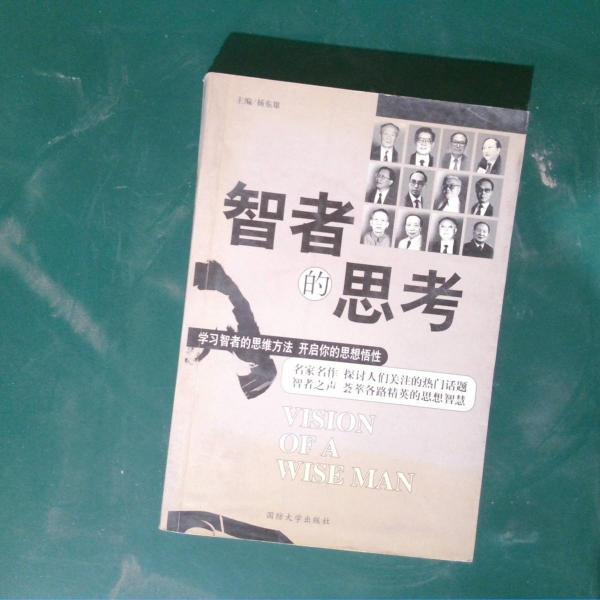 主编/杨东雄
智者
的思考
学习智者的思维方法 开启你的思想悟性
名家名作 探讨人们关注的热门话题
智者之声 荟萃各路精英的思想智慧
VISION
OF A
WISE MAN
国防大学出版社